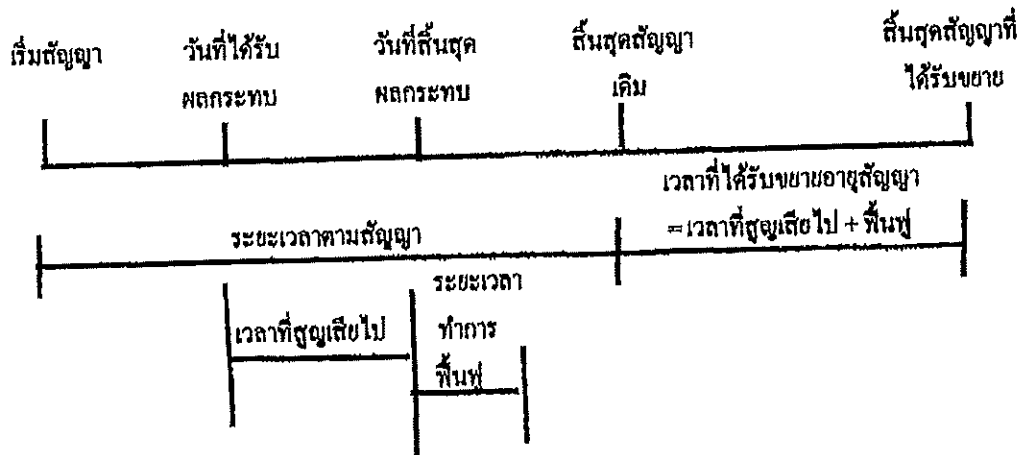 เริ่มสัญญา
วันที่ได้รับ
ผลกระทบ
วันที่สิ้นสุด
ผลกระทบ
สิ้นสุดสัญญา
เดิม
สิ้นสุดสัญญาที่
ได้รับขยาย
เวลาที่ได้รับขยายอายุสัญญา
=เวลาที่สูญเสียไป + ฟื้นฟู
ระยะเวลาตามสัญญา
เวลาที่สูญเสียไป
ระยะเวลา
ทำการ
ฟื้นฟู